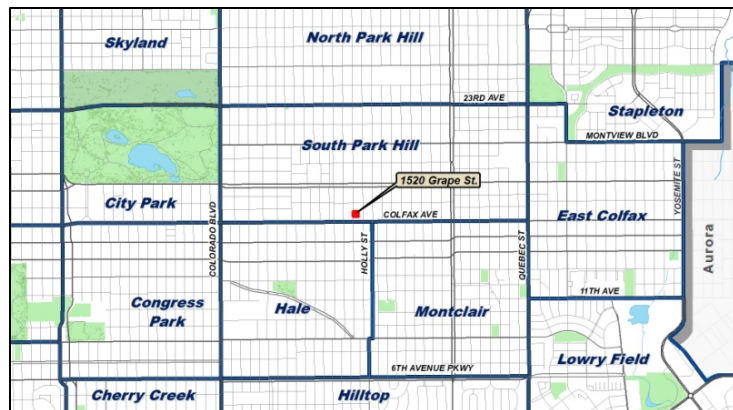 Skyland
North Park Hill
23RD AVE
Stapleton
MONTVIEW BLVD
South Park Hill
1520 Grape St.
City Park
COLFAX AVE
East Colfax
YOSEMITE ST
Aurora
COLORADO BLVD
HOLLY ST
QUEBEC ST
11TH AVE
Congress
Park
Hale
Montclair
Lowry Field
6TH AVENUE PKWY
Cherry Creek
Hilltop